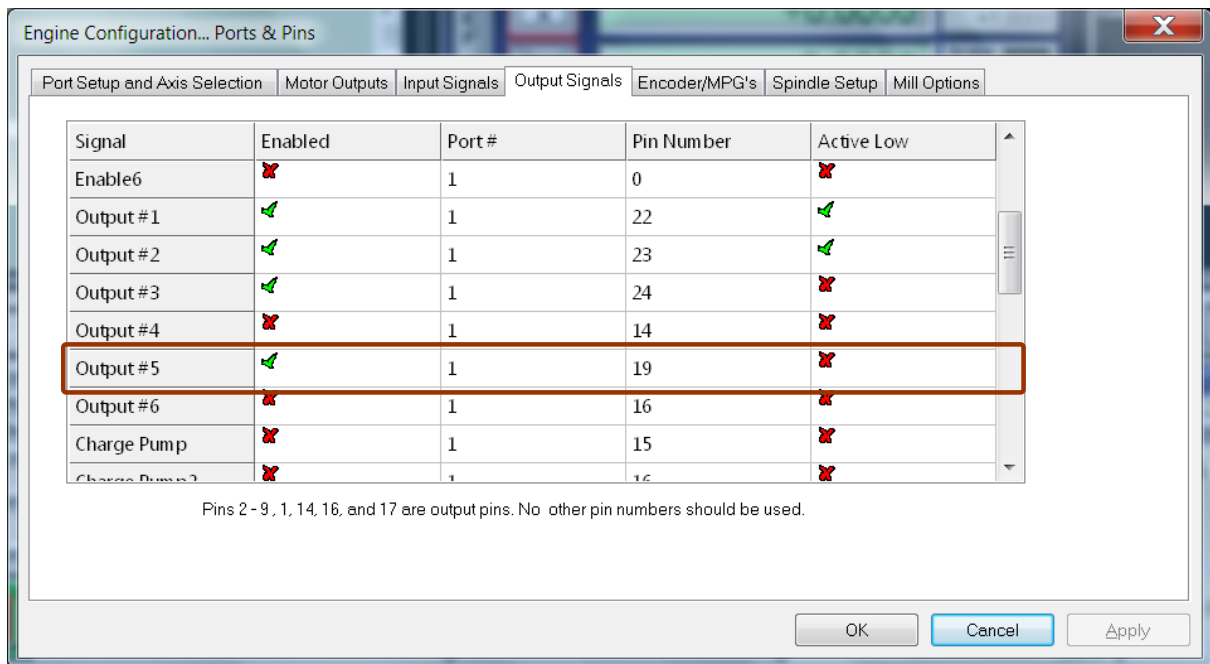 Engine Configuration... Ports & Pins
Port Setup and Axis Selection Motor Outputs Input Signals Output Signals Encoder/MPG's Spindle Setup Mill Options
Signal Enabled Port # Pin Number Active Low
Enable6 1 0
Output #1 1 22
Output #2 1 23
Output #3 1 24
Output #4 1 14
Output #5 1 19
Output #6 1 16
Charge Pump 1 15
Charge Pump2 1 16
Pins 2 - 9 , 1, 14, 16, and 17 are output pins. No other pin numbers should be used.
OK Cancel Apply